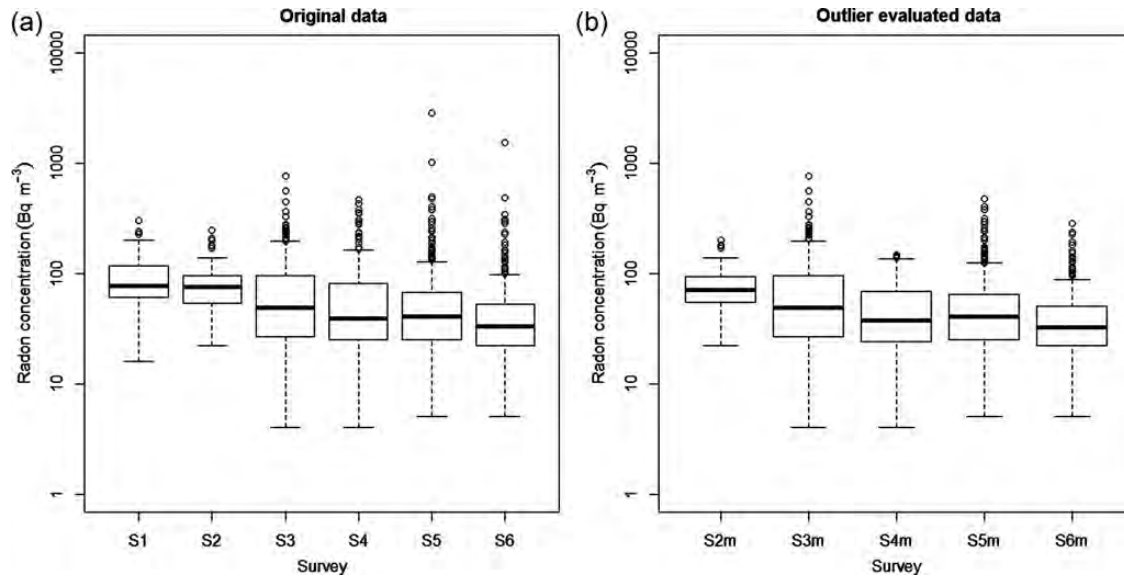 (a)
Original data
Radon concentration (Bq m⁻³)
10000
1000
100
10
1
S1 S2 S3 S4 S5 S6
Survey
(b)
Outlier evaluated data
Radon concentration (Bq m⁻³)
10000
1000
100
10
1
S2m S3m S4m S5m S6m
Survey